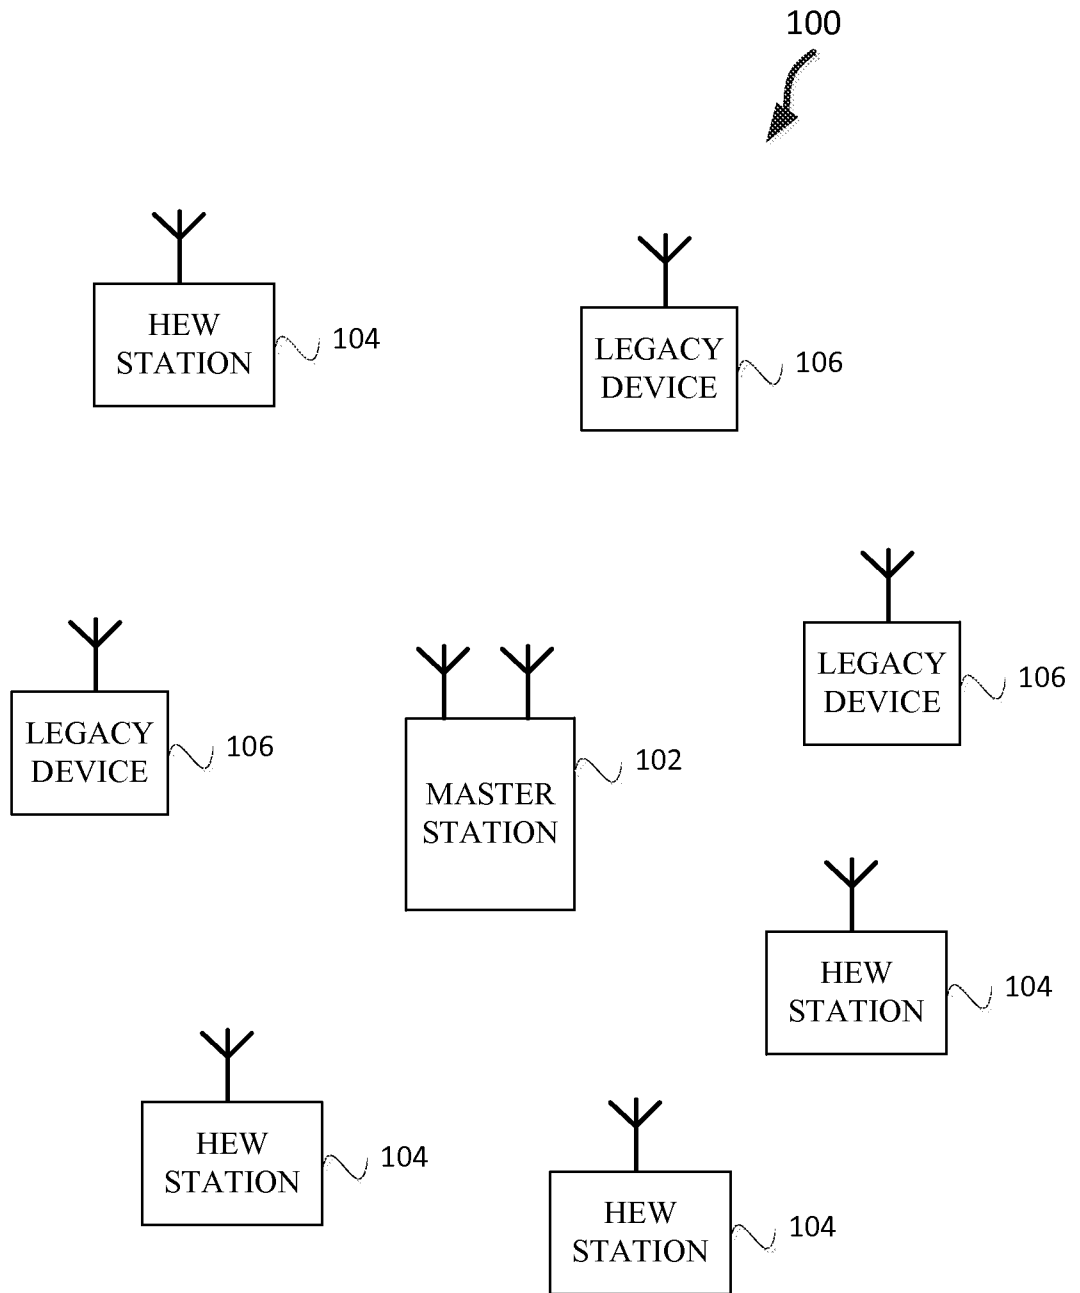 100
HEW
STATION
104
LEGACY
DEVICE
106
LEGACY
DEVICE
106
LEGACY
DEVICE
106
MASTER
STATION
102
HEW
STATION
104
HEW
STATION
104
HEW
STATION
104